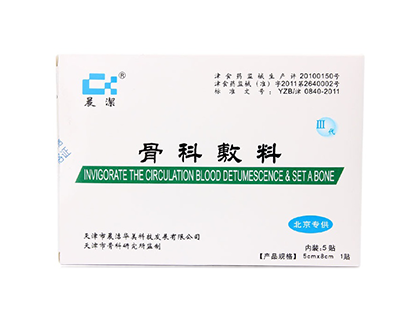 津食药监械生产许20100150号
津食药监械(准)字2011第2640002号
标准文号:YZB/津 0840-2011
®
晨洁
III代
骨科敷料
INVIGORATE THE CIRCULATION BLOOD DETUMESCENCE & SET A BONE
北京专供
天津市晨洁华美科技发展有限公司
天津市骨科研究所监制
内装:5贴
【产品规格】5cm×8cm 1贴